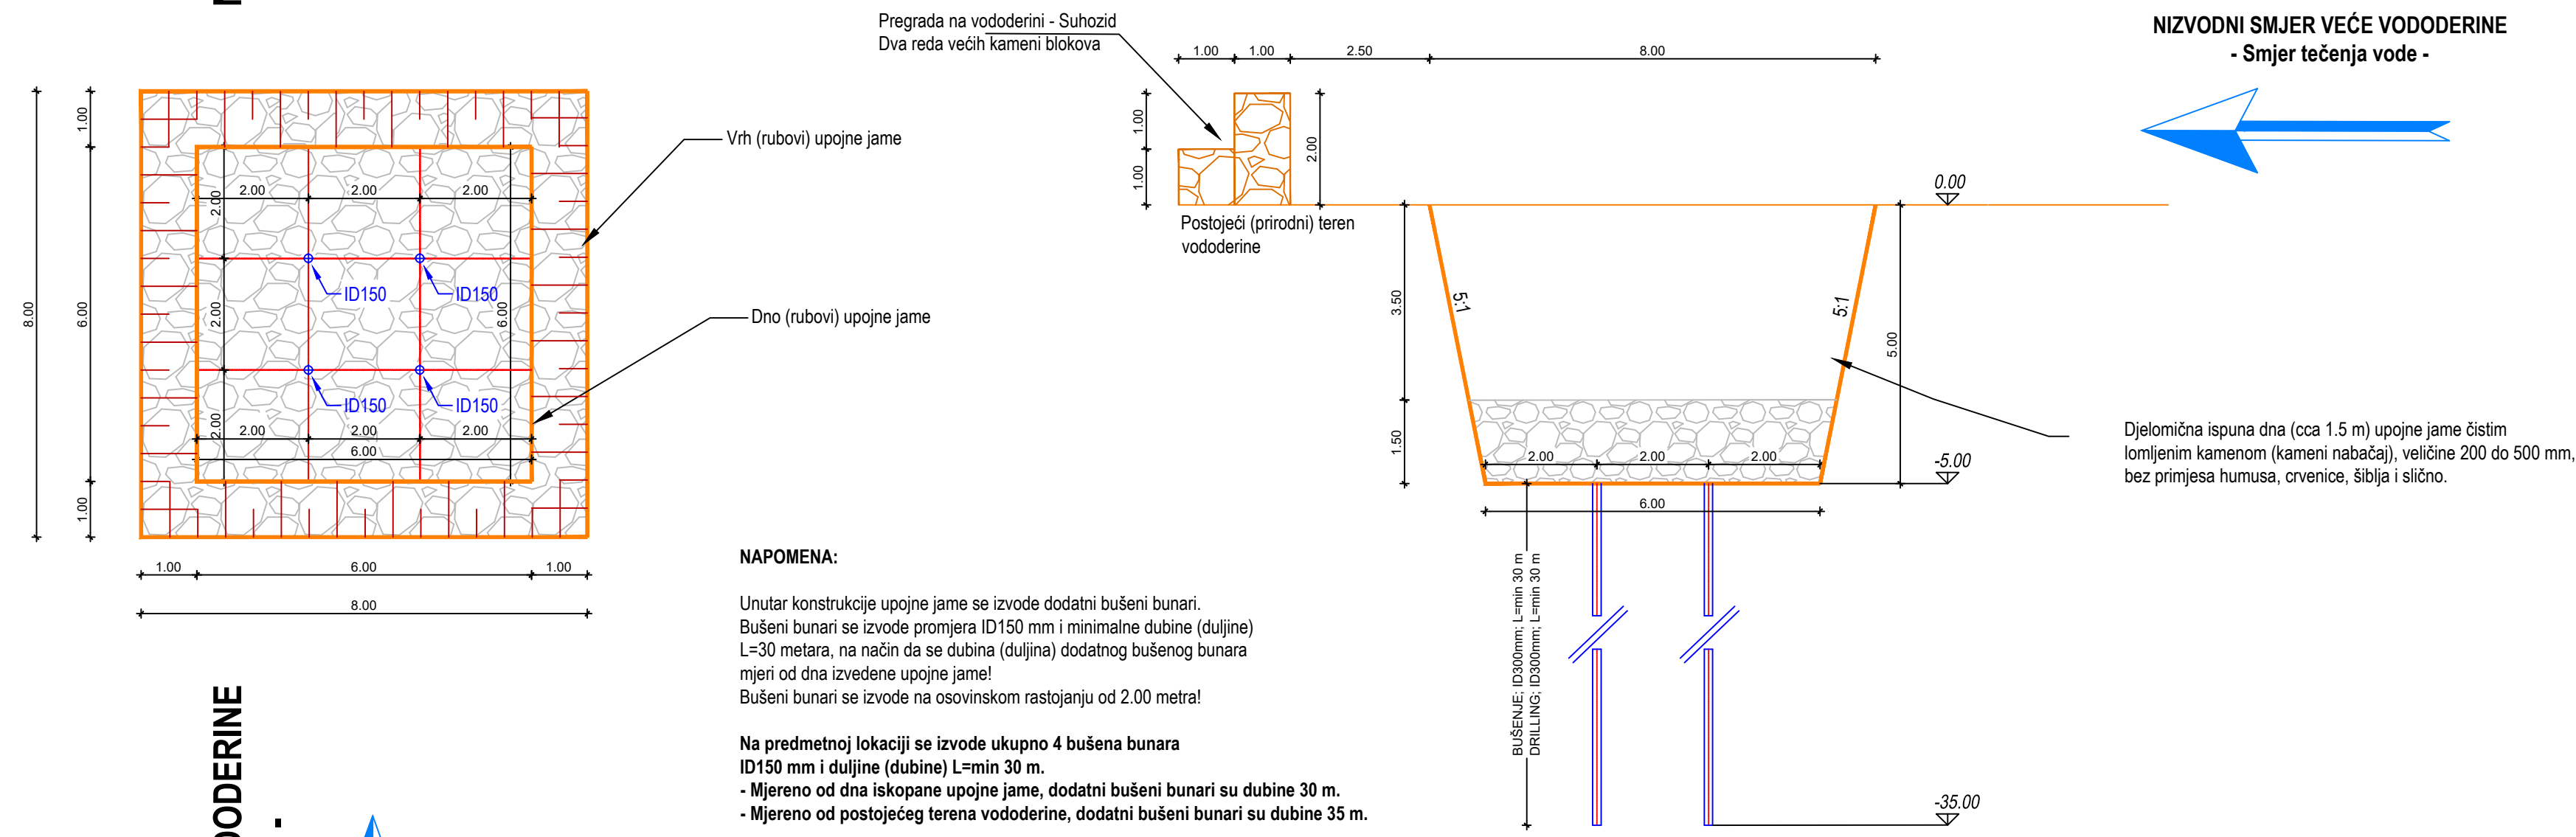 Pregrada na vododerini - Suhozid
Dva reda većih kameni blokova
NIZVODNI SMJER VEĆE VODODERINE
- Smjer tečenja vode -
1.00
1.00
2.50
8.00
1.00
1.00
2.00
0.00
Postojeći (prirodni) teren
vododerine
3.50
1.50
5:1
5:1
5.00
2.00
2.00
2.00
-5.00
6.00
Djelomična ispuna dna (cca 1.5 m) upojne jame čistim
lomljenim kamenom (kameni nabačaj), veličine 200 do 500 mm,
bez primjesa humusa, crvenice, šiblja i slično.
BUŠENJE; ID300mm; L=min 30 m
DRILLING; ID300mm; L=min 30 m
-35.00
8.00
1.00
6.00
1.00
2.00
2.00
2.00
2.00
2.00
2.00
6.00
ID150
ID150
ID150
ID150
2.00
2.00
2.00
6.00
1.00
6.00
1.00
8.00
Vrh (rubovi) upojne jame
Dno (rubovi) upojne jame
NAPOMENA:
Unutar konstrukcije upojne jame se izvode dodatni bušeni bunari.
Bušeni bunari se izvode promjera ID150 mm i minimalne dubine (duljine)
L=30 metara, na način da se dubina (duljina) dodatnog bušenog bunara
mjeri od dna izvedene upojne jame!
Bušeni bunari se izvode na osovinskom rastojanju od 2.00 metra!
Na predmetnoj lokaciji se izvode ukupno 4 bušena bunara
ID150 mm i duljine (dubine) L=min 30 m.
- Mjereno od dna iskopane upojne jame, dodatni bušeni bunari su dubine 30 m.
- Mjereno od postojećeg terena vododerine, dodatni bušeni bunari su dubine 35 m.
ODERINE
-